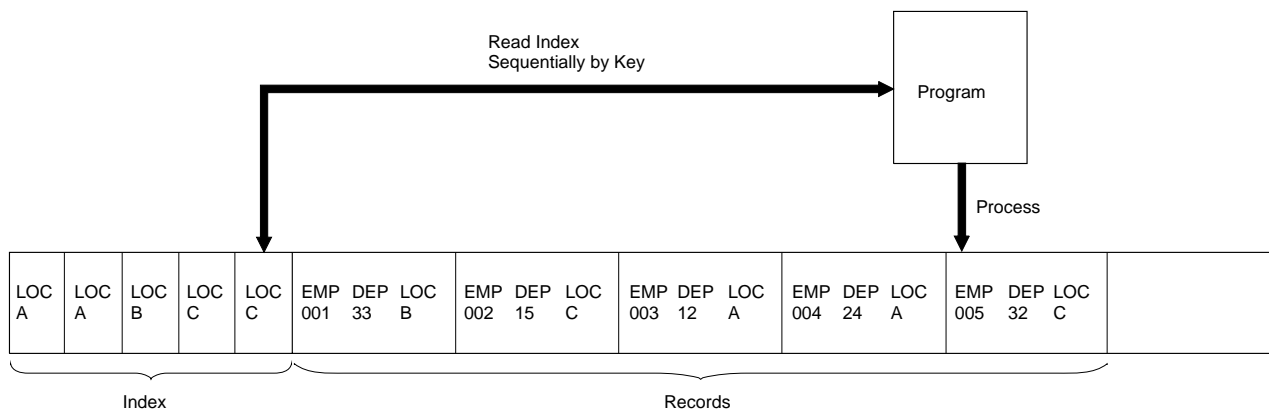 Read Index
Sequentially by Key
Program
Process
LOC LOC LOC LOC LOC EMP DEP LOC EMP DEP LOC EMP DEP LOC EMP DEP LOC EMP DEP LOC
A A B C C 001 33 B 002 15 C 003 12 A 004 24 A 005 32 C
Index Records